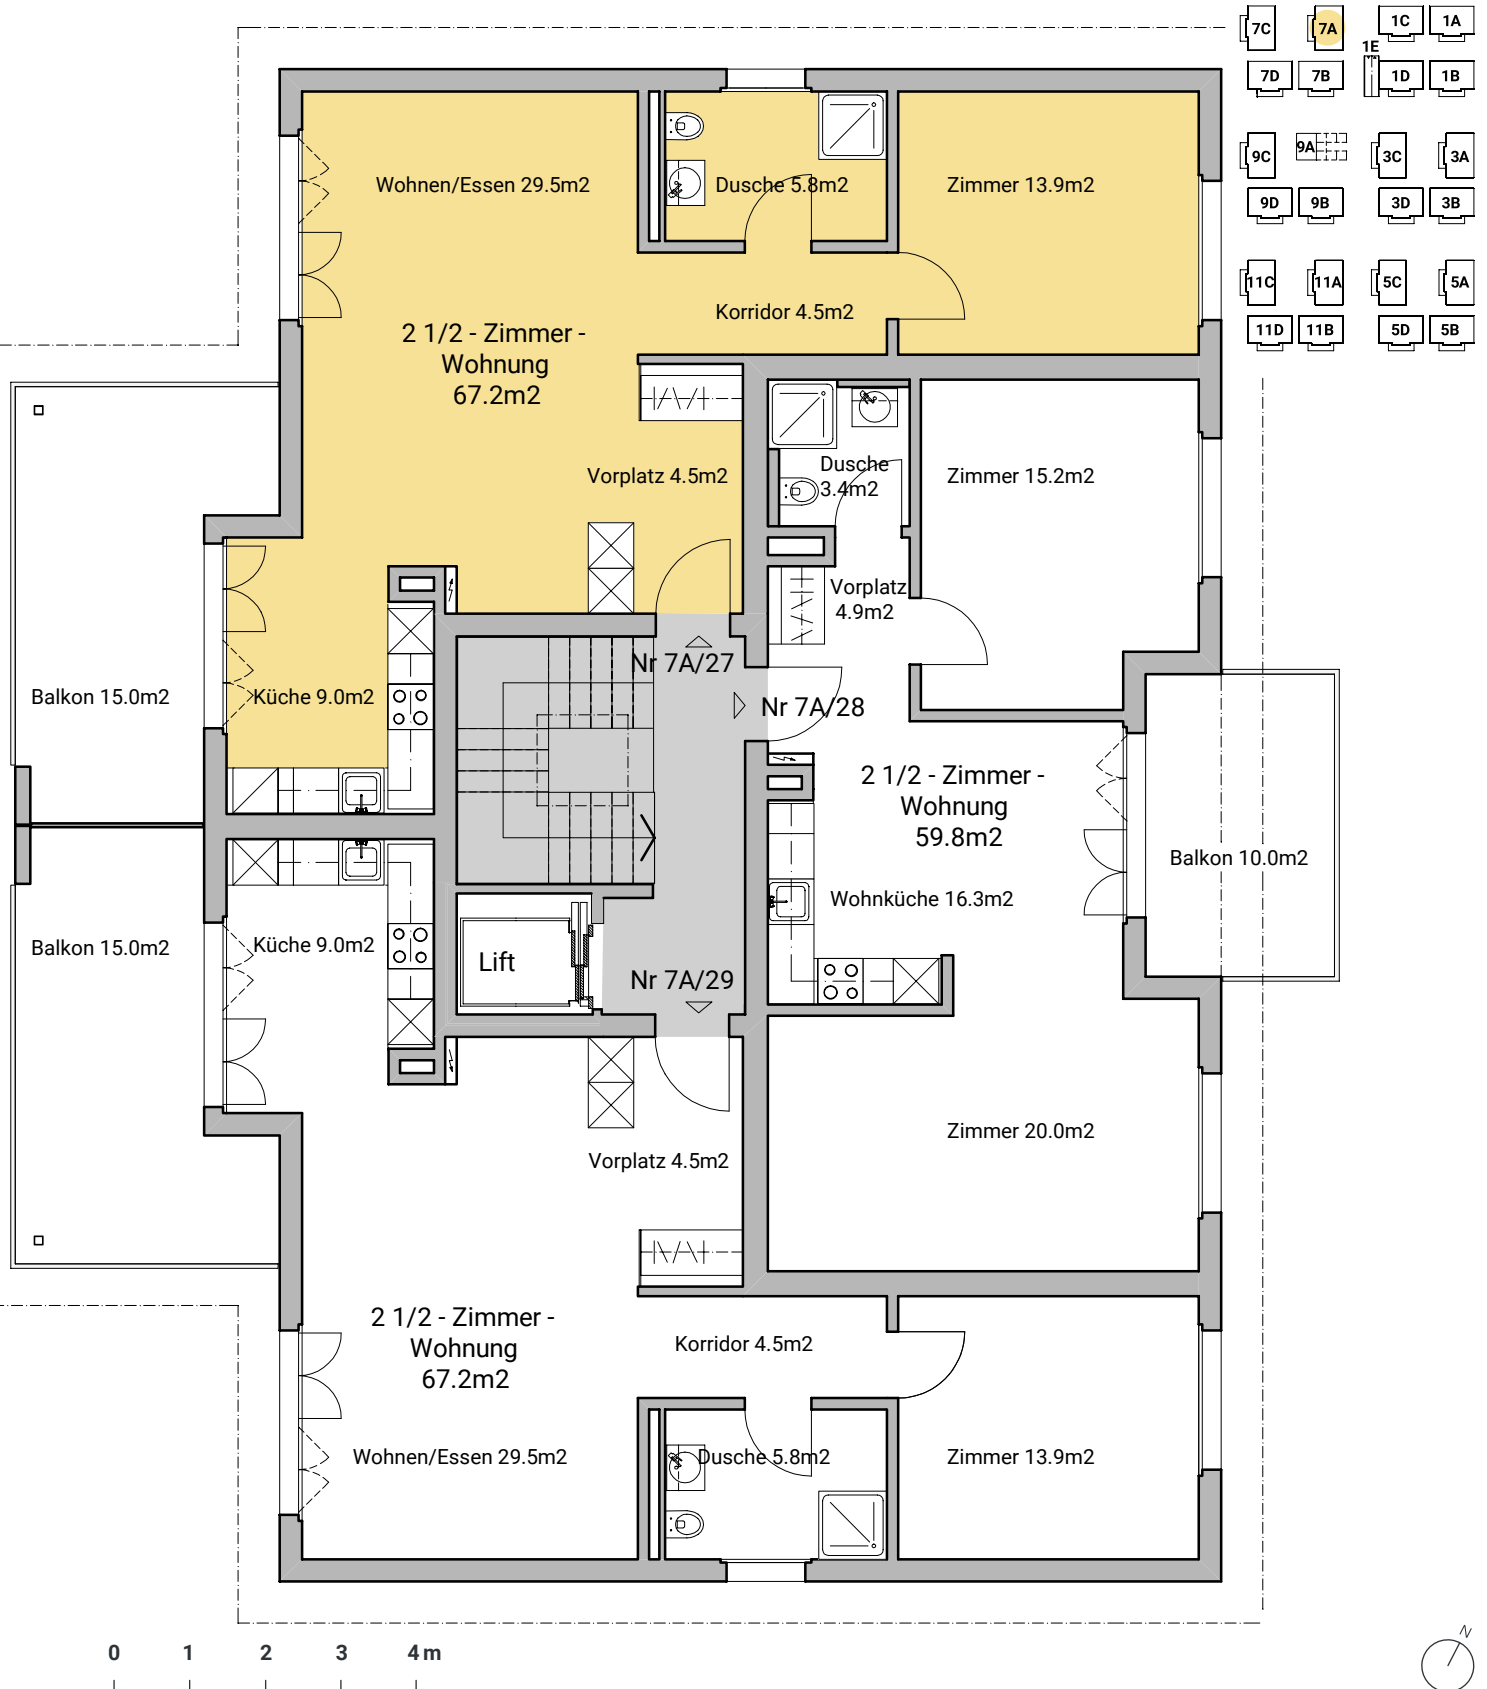 7C
7A
1C
1A
1E
7D
7B
1D
1B
9C
9A
3C
3A
9D
9B
3D
3B
11C
11A
5C
5A
11D
11B
5D
5B
Wohnen/Essen 29.5m2
Dusche 5.8m2
Zimmer 13.9m2
Korridor 4.5m2
2 1/2 - Zimmer -
Wohnung
67.2m2
Vorplatz 4.5m2
Dusche
3.4m2
Zimmer 15.2m2
Vorplatz
4.9m2
Nr 7A/27
Balkon 15.0m2
Küche 9.0m2
Nr 7A/28
2 1/2 - Zimmer -
Wohnung
59.8m2
Balkon 10.0m2
Wohnküche 16.3m2
Balkon 15.0m2
Küche 9.0m2
Lift
Nr 7A/29
Zimmer 20.0m2
Vorplatz 4.5m2
2 1/2 - Zimmer -
Wohnung
67.2m2
Korridor 4.5m2
Wohnen/Essen 29.5m2
Dusche 5.8m2
Zimmer 13.9m2
0 1 2 3 4 m
N